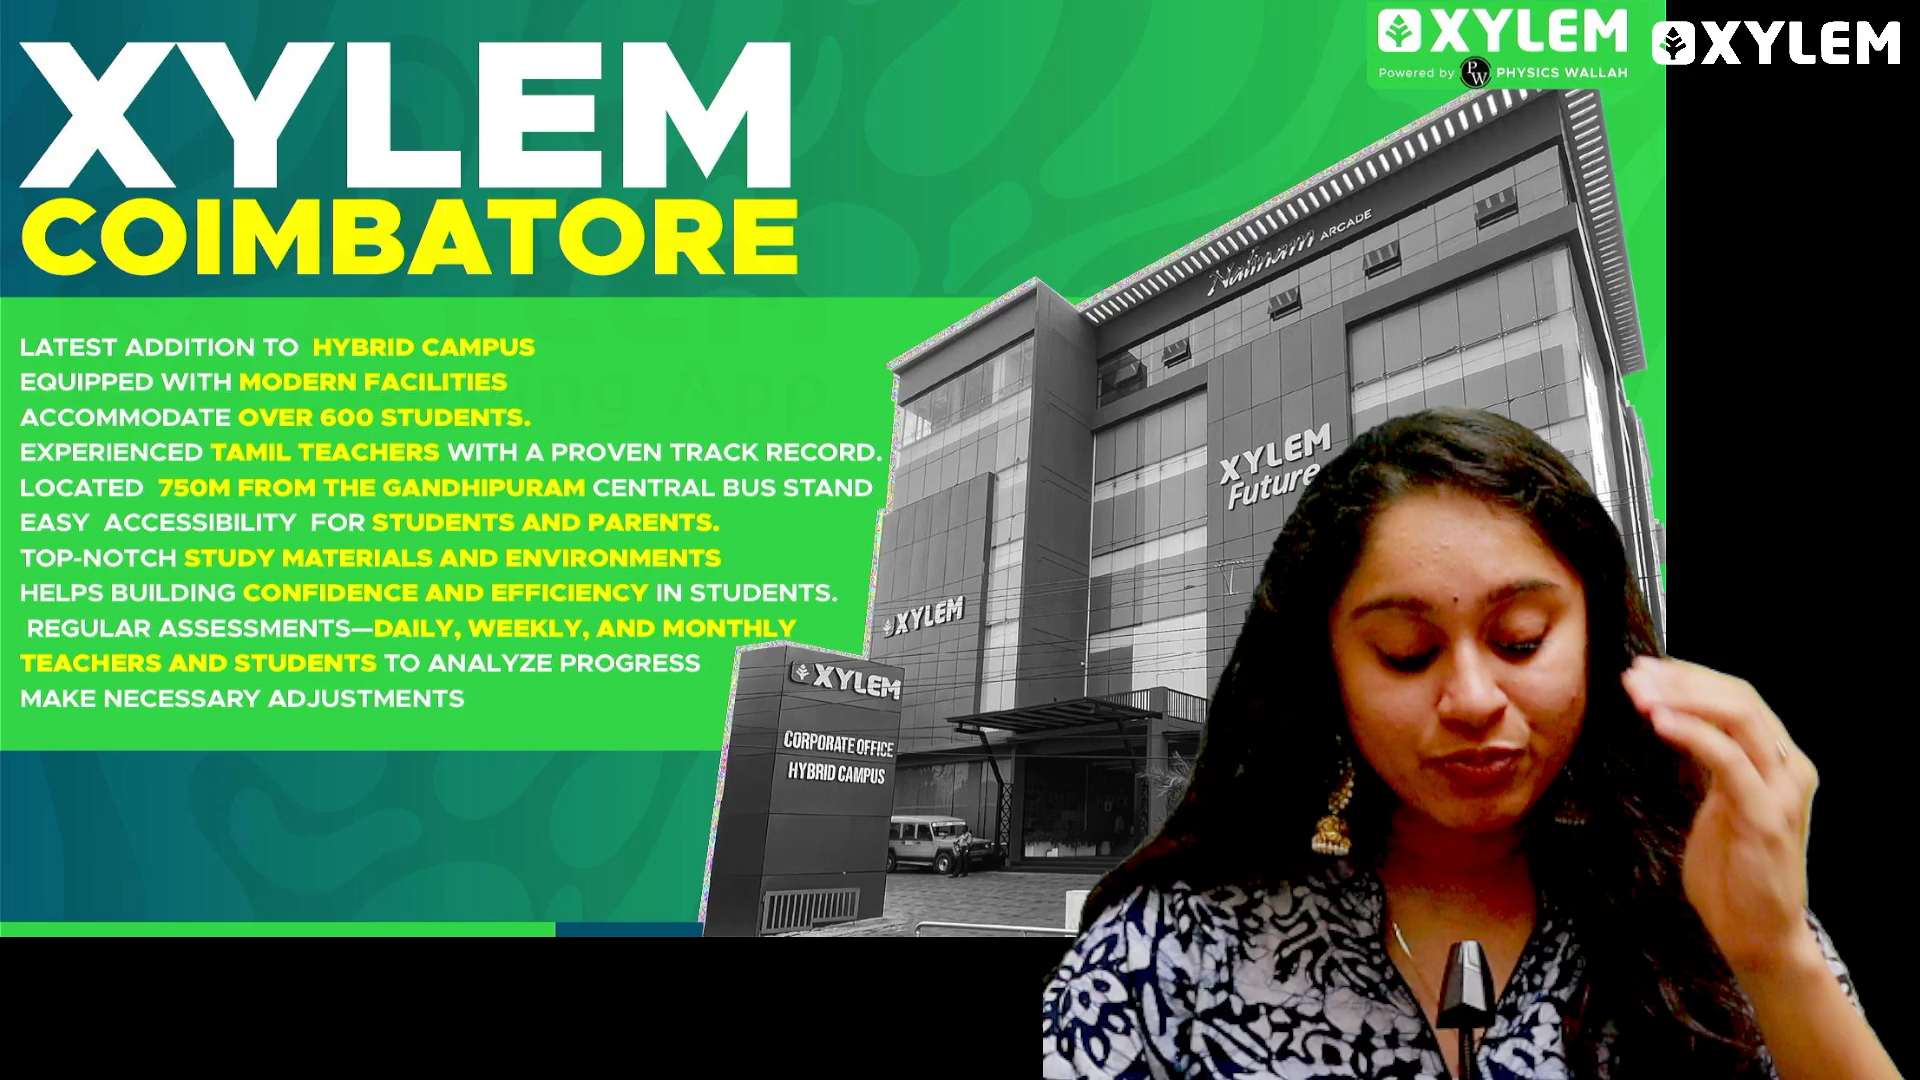 XYLEM
COIMBATORE
XYLEM
Powered by PW PHYSICS WALLAH
XYLEM
LATEST ADDITION TO HYBRID CAMPUS
EQUIPPED WITH MODERN FACILITIES
ACCOMMODATE OVER 600 STUDENTS.
EXPERIENCED TAMIL TEACHERS WITH A PROVEN TRACK RECORD.
LOCATED 750M FROM THE GANDHIPURAM CENTRAL BUS STAND
EASY ACCESSIBILITY FOR STUDENTS AND PARENTS.
TOP-NOTCH STUDY MATERIALS AND ENVIRONMENTS
HELPS BUILDING CONFIDENCE AND EFFICIENCY IN STUDENTS.
REGULAR ASSESSMENTS—DAILY, WEEKLY, AND MONTHLY
TEACHERS AND STUDENTS TO ANALYZE PROGRESS
MAKE NECESSARY ADJUSTMENTS
ARCADE
XYLEM
Future
XYLEM
XYLEM
CORPORATE OFFICE
HYBRID CAMPUS